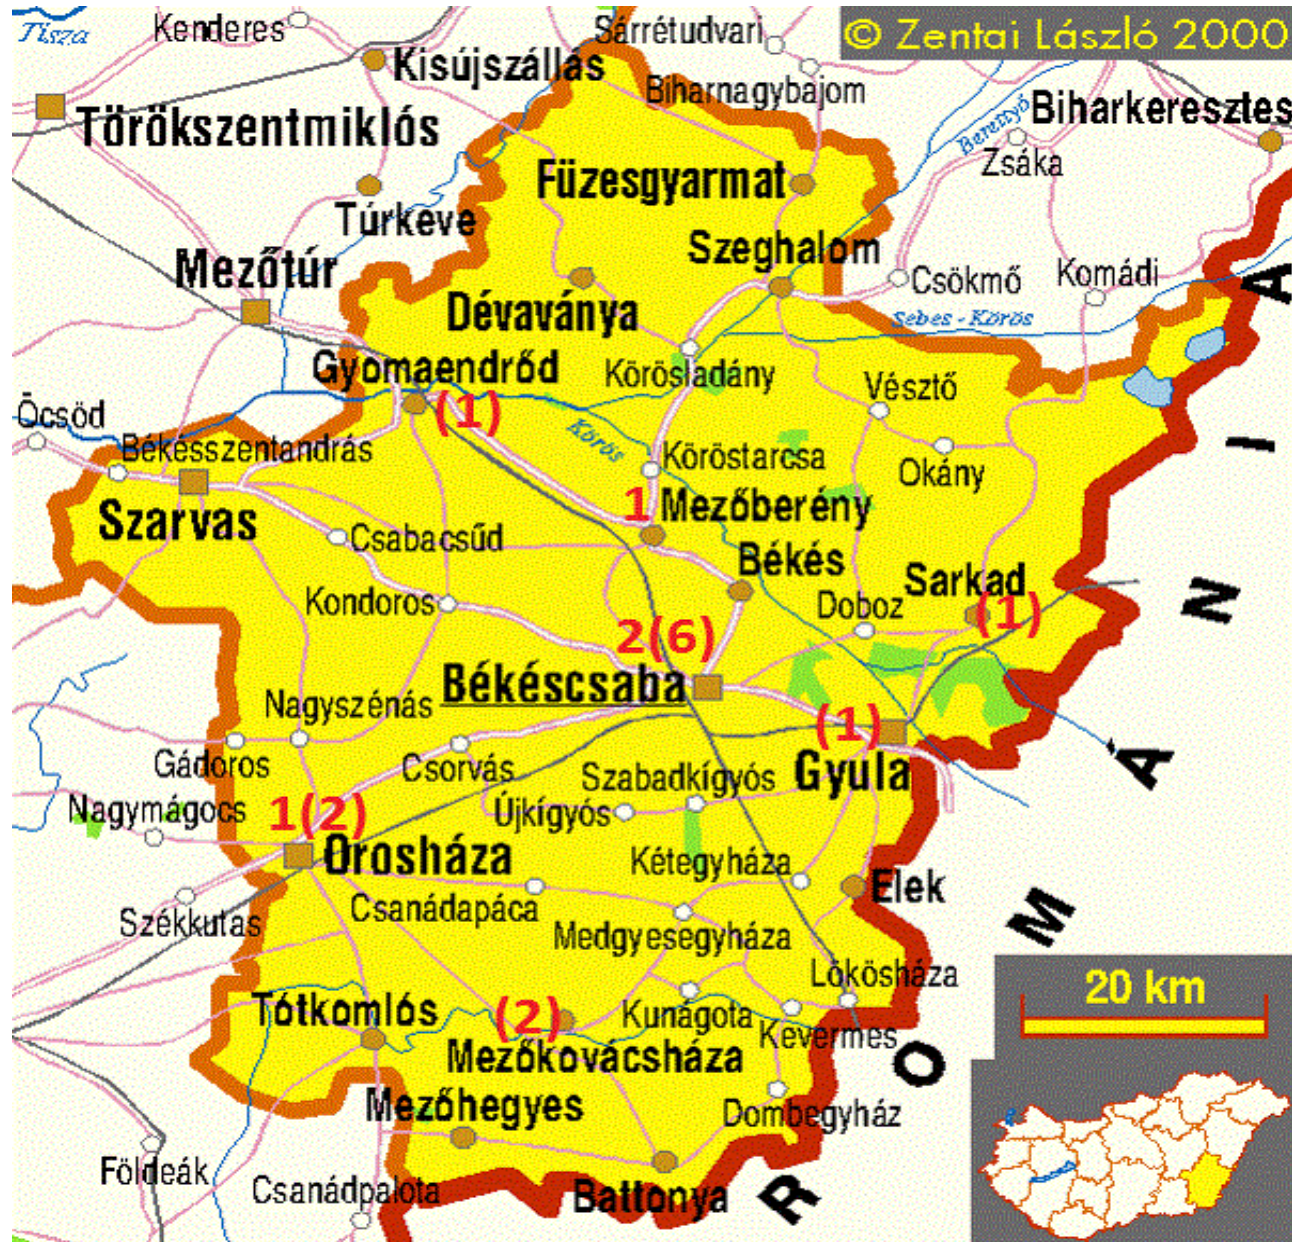 Tisza
Kenderes
Sárrétudvari
© Zentai László 2000
Kisújszállás
Biharnagybajom
Törökszentmiklós
Berettyó
Biharkeresztes
Zsáka
Füzesgyarmat
Túrkeve
Szeghalom
Mezőtúr
Csökmő
Komádi
Dévaványa
Sebes-Körös
Gyomaendrőd
Körösladány
Vésztő
(1)
Öcsöd
Körös
Békésszentandrás
Köröstarcsa
Okány
1
Mezőberény
Szarvas
Csabacsűd
Békés
Sarkad
Kondoros
Doboz
(1)
2(6)
Békéscsaba
Nagyszénás
(1)
Gádoros
Csorvás
Szabadkígyós
Gyula
Nagymágocs
Újkígyós
1(2)
Orosháza
Kétegyháza
Elek
Csanádapáca
Székkutas
Medgyesegyháza
Lökösháza
20 km
Tótkomlós
(2)
Kunágota
Kevermes
Mezőkovácsháza
Mezőhegyes
Dombegyház
Földeák
Csanádpalota
Battonya
R O M Á N I A